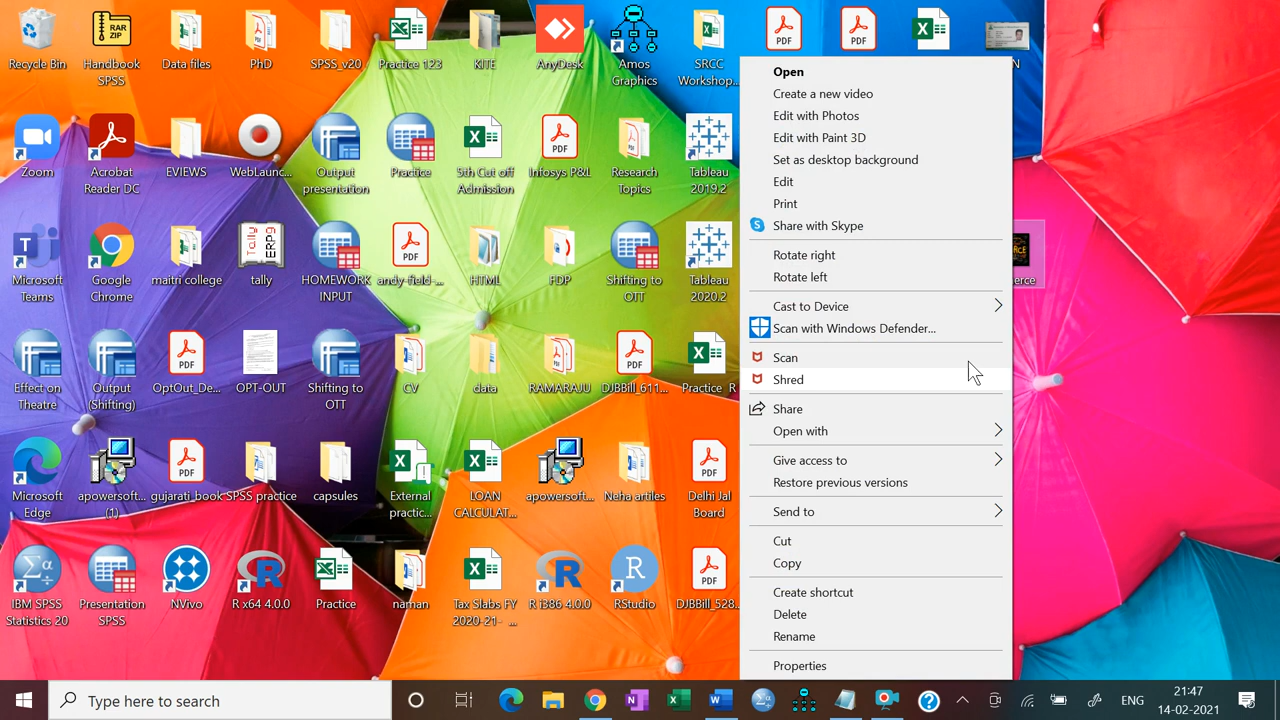 Recycle Bin
Handbook
SPSS
Data files
PhD
SPSS_v20
Practice 123
KITE
AnyDesk
Amos
Graphics
SRCC
Workshop...
N
Zoom
Acrobat
Reader DC
EVIEWS
WebLaunc...
Output
presentation
Practice
5th Cut off
Admission
Infosys P&L
Research
Topics
Tableau
2019.2
Microsoft
Teams
Google
Chrome
maitri college
tally
HOMEWORK
INPUT
andy-field-...
HTML
HDP
Shifting to
OTT
Tableau
2020.2
erce
Effect on
Theatre
Output
(Shifting)
OptOut_De...
OPT-OUT
Shifting to
OTT
CV
data
RAMARAJU
DJBBill_611...
Practice R
Microsoft
Edge
apowersoft...
(1)
gujarati_book
SPSS practice
capsules
External
practic...
LOAN
CALCULAT...
apowersoft...
Neha artiles
Delhi Jal
Board
IBM SPSS
Statistics 20
Presentation
SPSS
NVivo
R x64 4.0.0
Practice
naman
Tax Slabs FY
2020-21- ...
R i386 4.0.0
RStudio
DJBBill_528...
Open
Create a new video
Edit with Photos
Edit with Paint 3D
Set as desktop background
Edit
Print
Share with Skype
Rotate right
Rotate left
Cast to Device
Scan with Windows Defender...
Scan
Shred
Share
Open with
Give access to
Restore previous versions
Send to
Cut
Copy
Create shortcut
Delete
Rename
Properties
Type here to search
ENG
21:47
14-02-2021